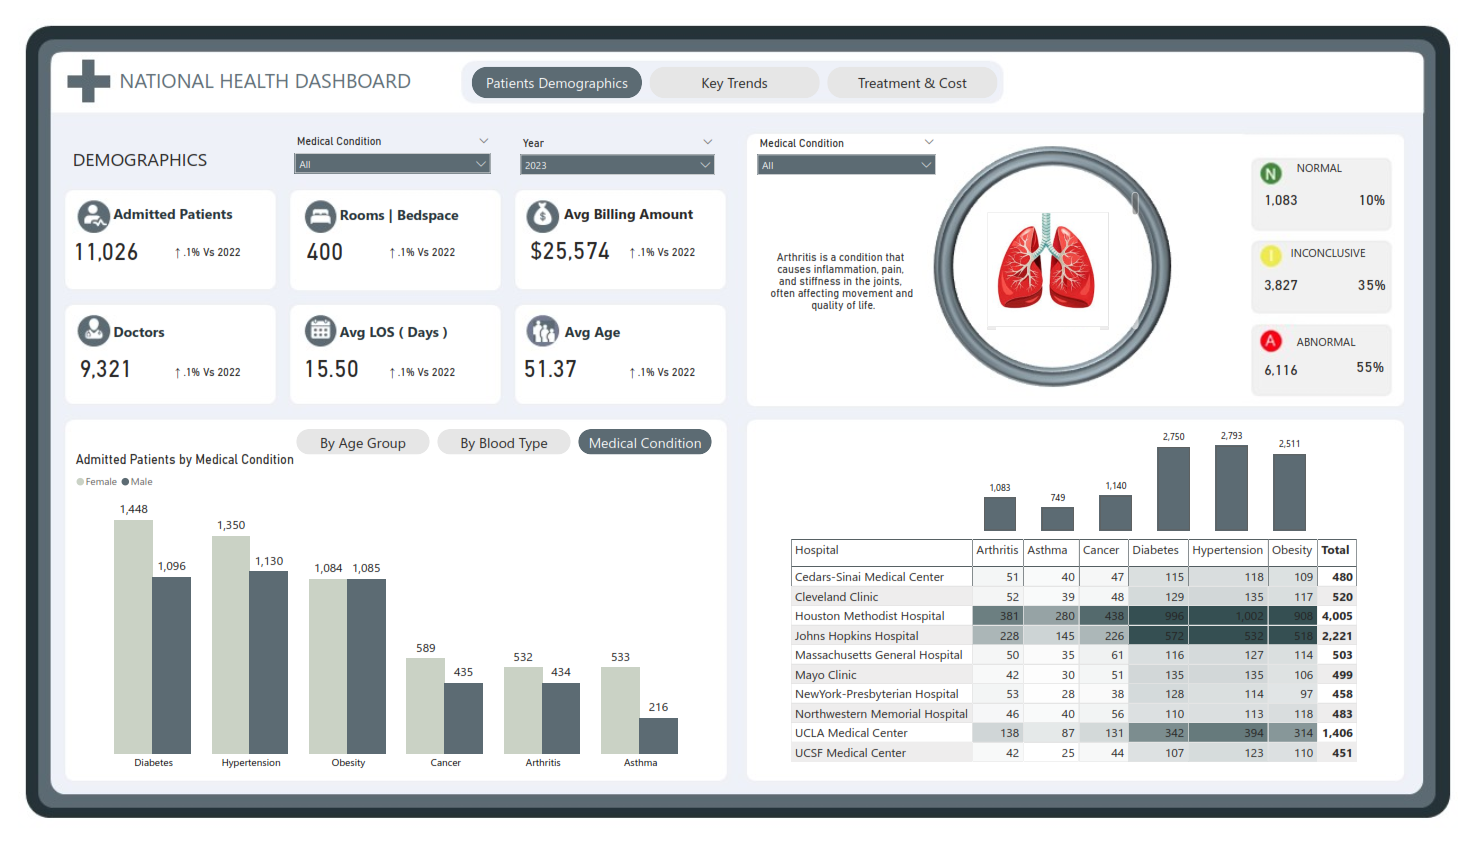 NATIONAL HEALTH DASHBOARD
Patients Demographics
Key Trends
Treatment & Cost
DEMOGRAPHICS
Medical Condition
All
Year
2023
Admitted Patients
11,026
↑ .1% Vs 2022
Rooms | Bedspace
400
↑ .1% Vs 2022
Avg Billing Amount
$25,574
↑ .1% Vs 2022
Doctors
9,321
↑ .1% Vs 2022
Avg LOS ( Days )
15.50
↑ .1% Vs 2022
Avg Age
51.37
↑ .1% Vs 2022
Medical Condition
All
Arthritis is a condition that
causes inflammation, pain,
and stiffness in the joints,
often affecting movement and
quality of life.
N NORMAL
1,083 10%
I INCONCLUSIVE
3,827 35%
A ABNORMAL
6,116 55%
By Age Group
By Blood Type
Medical Condition
Admitted Patients by Medical Condition
Female Male
1,448 1,096
1,350 1,130
1,084 1,085
589 435
532 434
533 216
Diabetes Hypertension Obesity Cancer Arthritis Asthma
1,083 749 1,140 2,750 2,793 2,511
Hospital Arthritis Asthma Cancer Diabetes Hypertension Obesity Total
Cedars-Sinai Medical Center 51 40 47 115 118 109 480
Cleveland Clinic 52 39 48 129 135 117 520
Houston Methodist Hospital 381 280 438 996 1,002 908 4,005
Johns Hopkins Hospital 228 145 226 572 532 518 2,221
Massachusetts General Hospital 50 35 61 116 127 114 503
Mayo Clinic 42 30 51 135 135 106 499
NewYork-Presbyterian Hospital 53 28 38 128 114 97 458
Northwestern Memorial Hospital 46 40 56 110 113 118 483
UCLA Medical Center 138 87 131 342 394 314 1,406
UCSF Medical Center 42 25 44 107 123 110 451